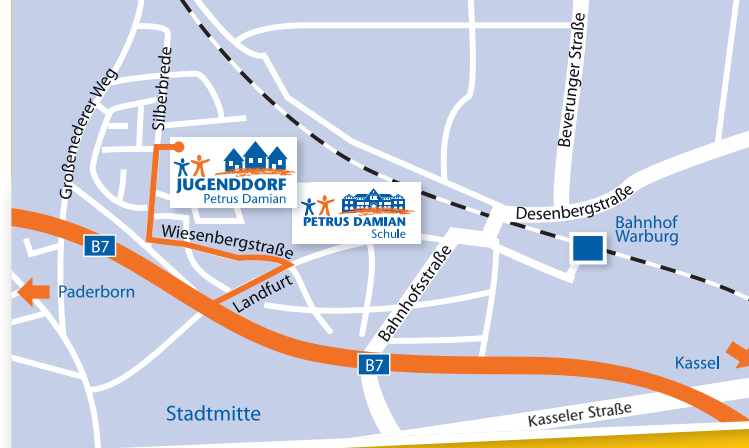 Großenederer Weg
Silberbrede
Beverunger Straße
JUGENDDORF
Petrus Damian
PETRUS DAMIAN
Schule
Desenbergstraße
Bahnhof
Warburg
B7
Wiesenbergstraße
Paderborn
Landfurt
Bahnhofsstraße
B7
Kassel
Stadtmitte
Kasseler Straße